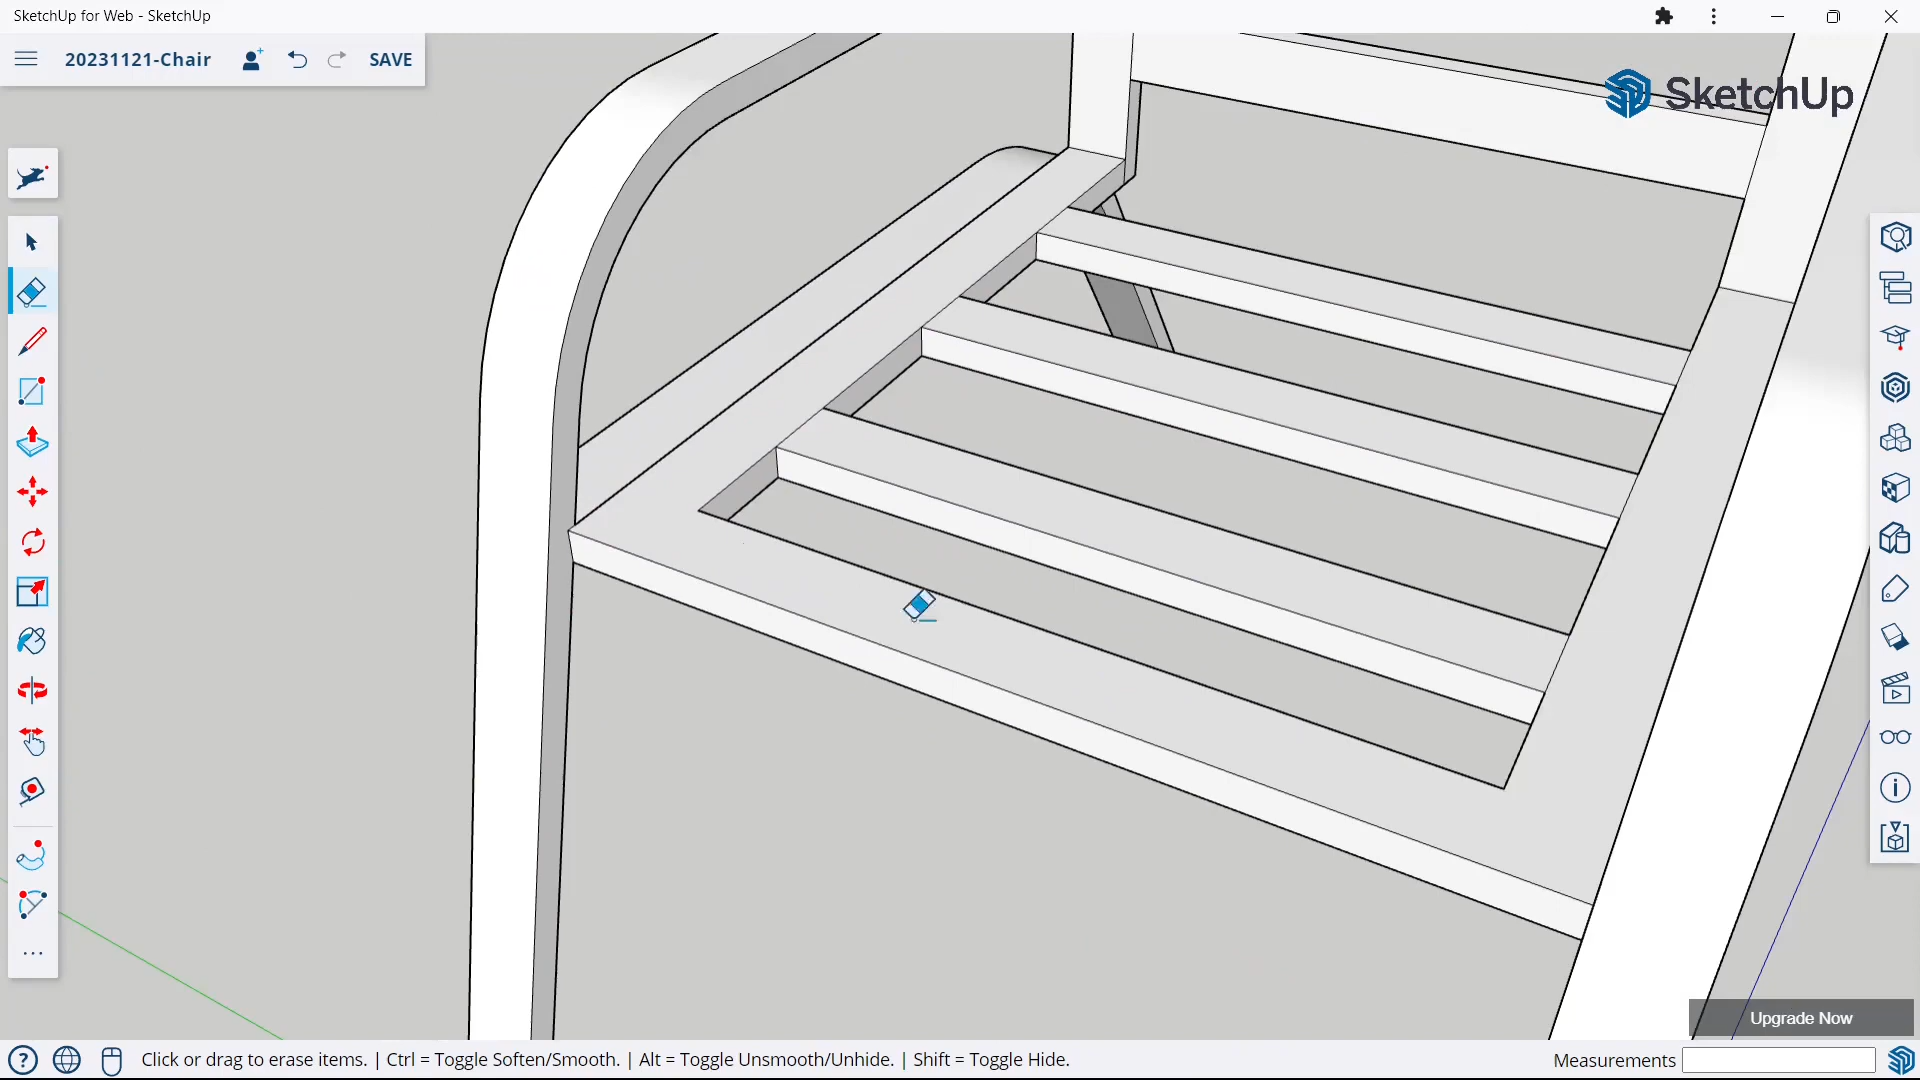 SketchUp for Web - SketchUp
20231121-Chair
SAVE
SketchUp
Upgrade Now
Click or drag to erase items. | Ctrl = Toggle Soften/Smooth. | Alt = Toggle Unsmooth/Unhide. | Shift = Toggle Hide.
Measurements